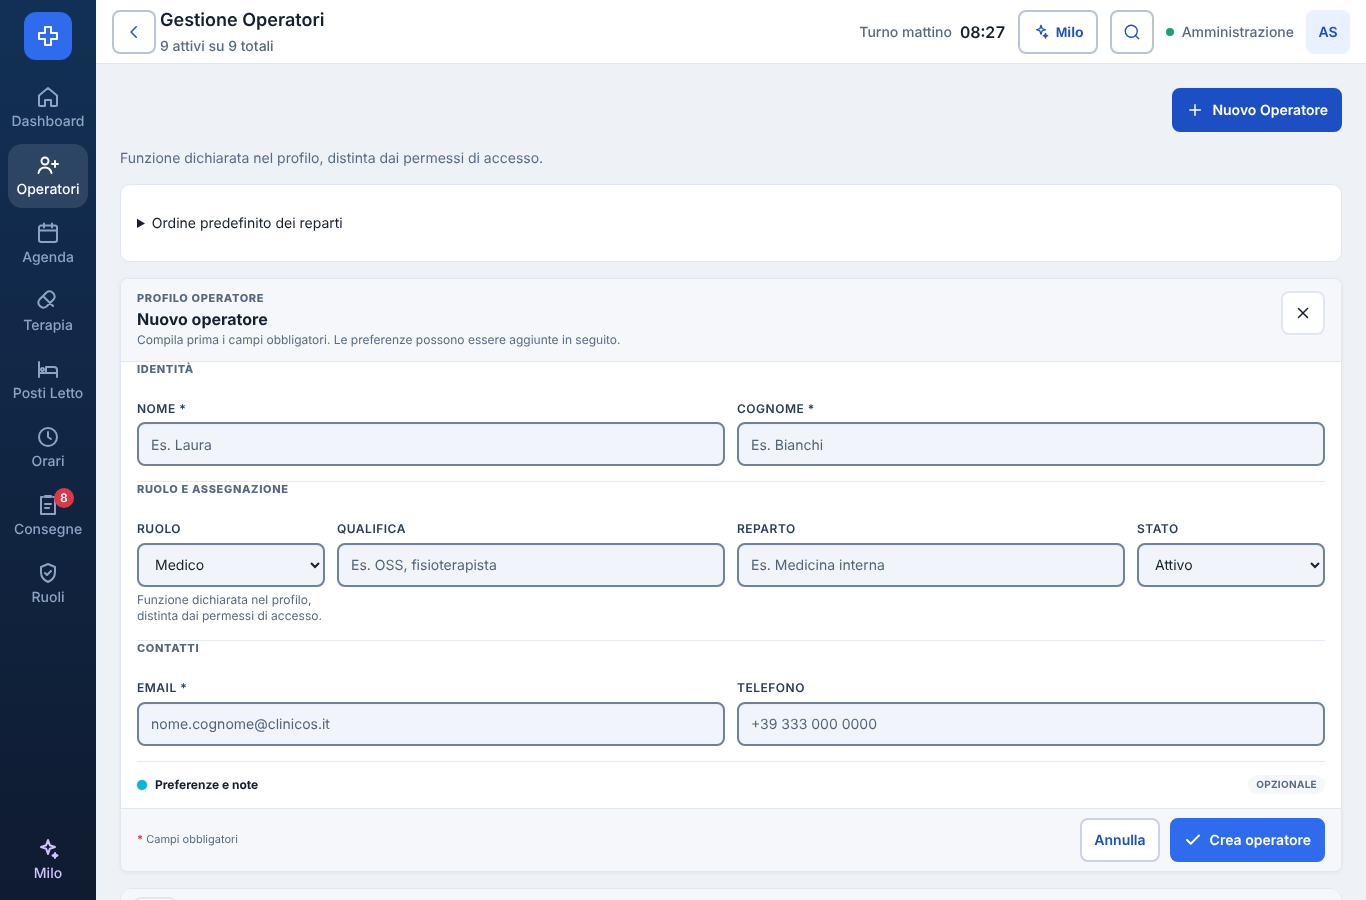 Gestione Operatori
9 attivi su 9 totali
Turno mattino 08:27
Milo
Amministrazione
AS
Dashboard
Operatori
Agenda
Terapia
Posti Letto
Orari
8
Consegne
Ruoli
Milo
Nuovo Operatore
Funzione dichiarata nel profilo, distinta dai permessi di accesso.
Ordine predefinito dei reparti
PROFILO OPERATORE
Nuovo operatore
Compila prima i campi obbligatori. Le preferenze possono essere aggiunte in seguito.
IDENTITÀ
NOME *
COGNOME *
Es. Laura
Es. Bianchi
RUOLO E ASSEGNAZIONE
RUOLO
QUALIFICA
REPARTO
STATO
Medico
Es. OSS, fisioterapista
Es. Medicina interna
Attivo
Funzione dichiarata nel profilo,
distinta dai permessi di accesso.
CONTATTI
EMAIL *
TELEFONO
nome.cognome@clinicos.it
+39 333 000 0000
Preferenze e note
OPZIONALE
* Campi obbligatori
Annulla
Crea operatore